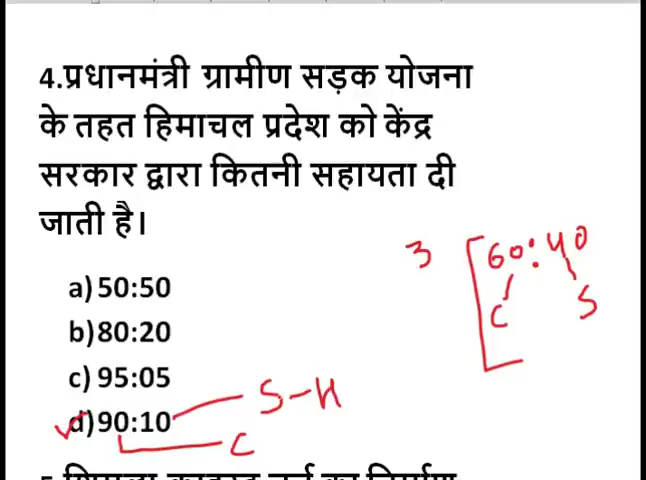 4.प्रधानमंत्री ग्रामीण सड़क योजना
के तहत हिमाचल प्रदेश को केंद्र
सरकार द्वारा कितनी सहायता दी
जाती है।
3
60:40
C S
a) 50:50
b) 80:20
c) 95:05
d) 90:10
S-H
C